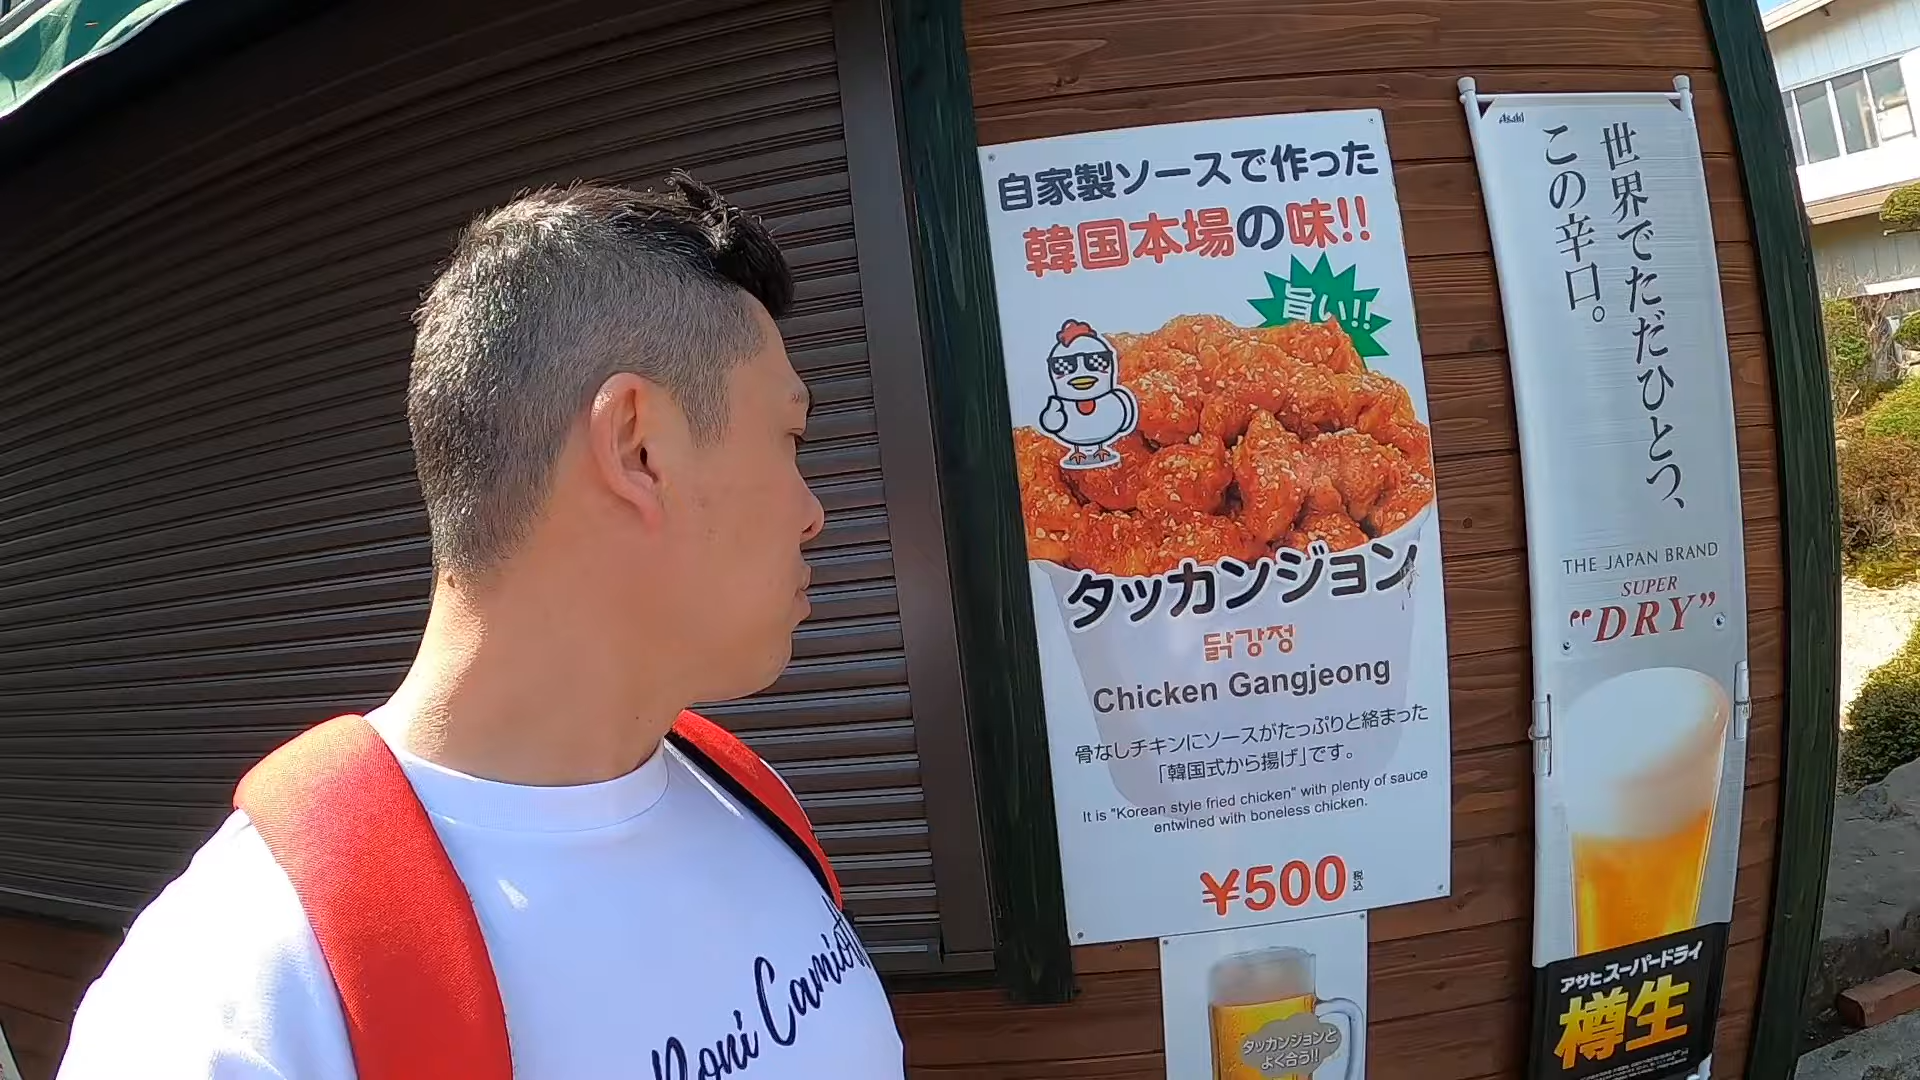 自家製ソースで作った
韓国本場の味!!
旨い!!
タッカンジョン
닭강정
Chicken Gangjeong
骨なしチキンにソースがたっぷりと絡まった
「韓国式から揚げ」です。
It is "Korean style fried chicken" with plenty of sauce
entwined with boneless chicken.
¥500税込
タッカンジョンと
よく合う!!
Asahi
世界でただひとつ、
この辛口。
THE JAPAN BRAND
SUPER
"DRY"
アサヒスーパードライ
樽生
Roni Camiot